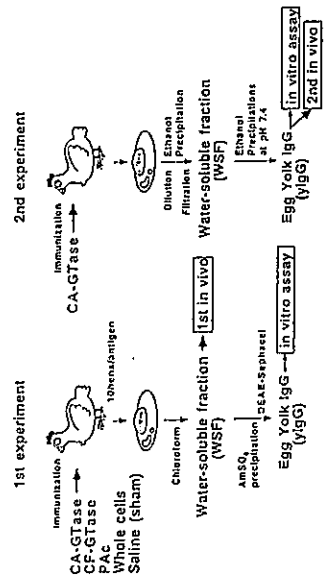 1st experiment
Immunization
CA-GTase
CF-GTase
PAc
Whole cells
Saline (sham)
10hens/antigen
Chloroform
Water-soluble fraction
(WSF)
1st in vivo
AmSO4
precipitation
DEAE-Sephacel
Egg Yolk IgG
(yIgG)
in vitro assay
2nd experiment
Immunization
CA-GTase
Dilution
Filtration
Ethanol
Precipitation
Water-soluble fraction
(WSF)
Ethanol
Precipitations
at pH 7.4
Egg Yolk IgG
(yIgG)
in vitro assay
2nd in vivo